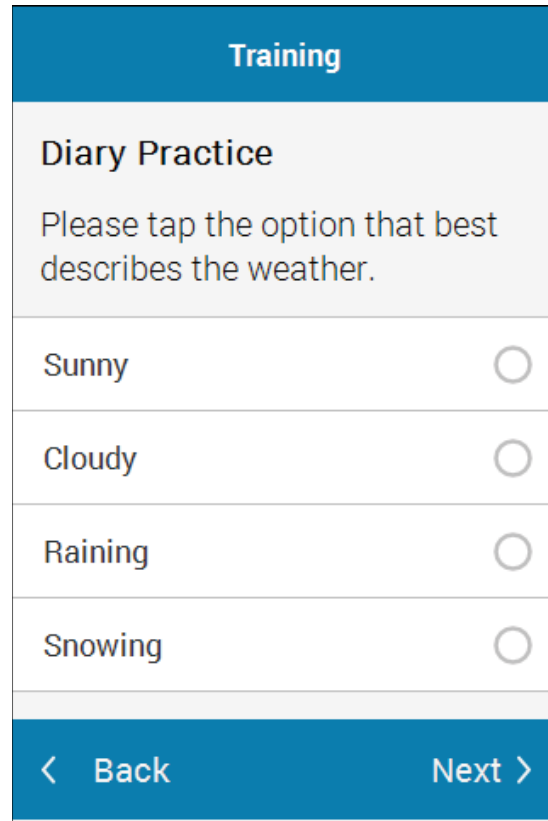 Training
Diary Practice
Please tap the option that best
describes the weather.
Sunny
Cloudy
Raining
Snowing
Back
Next